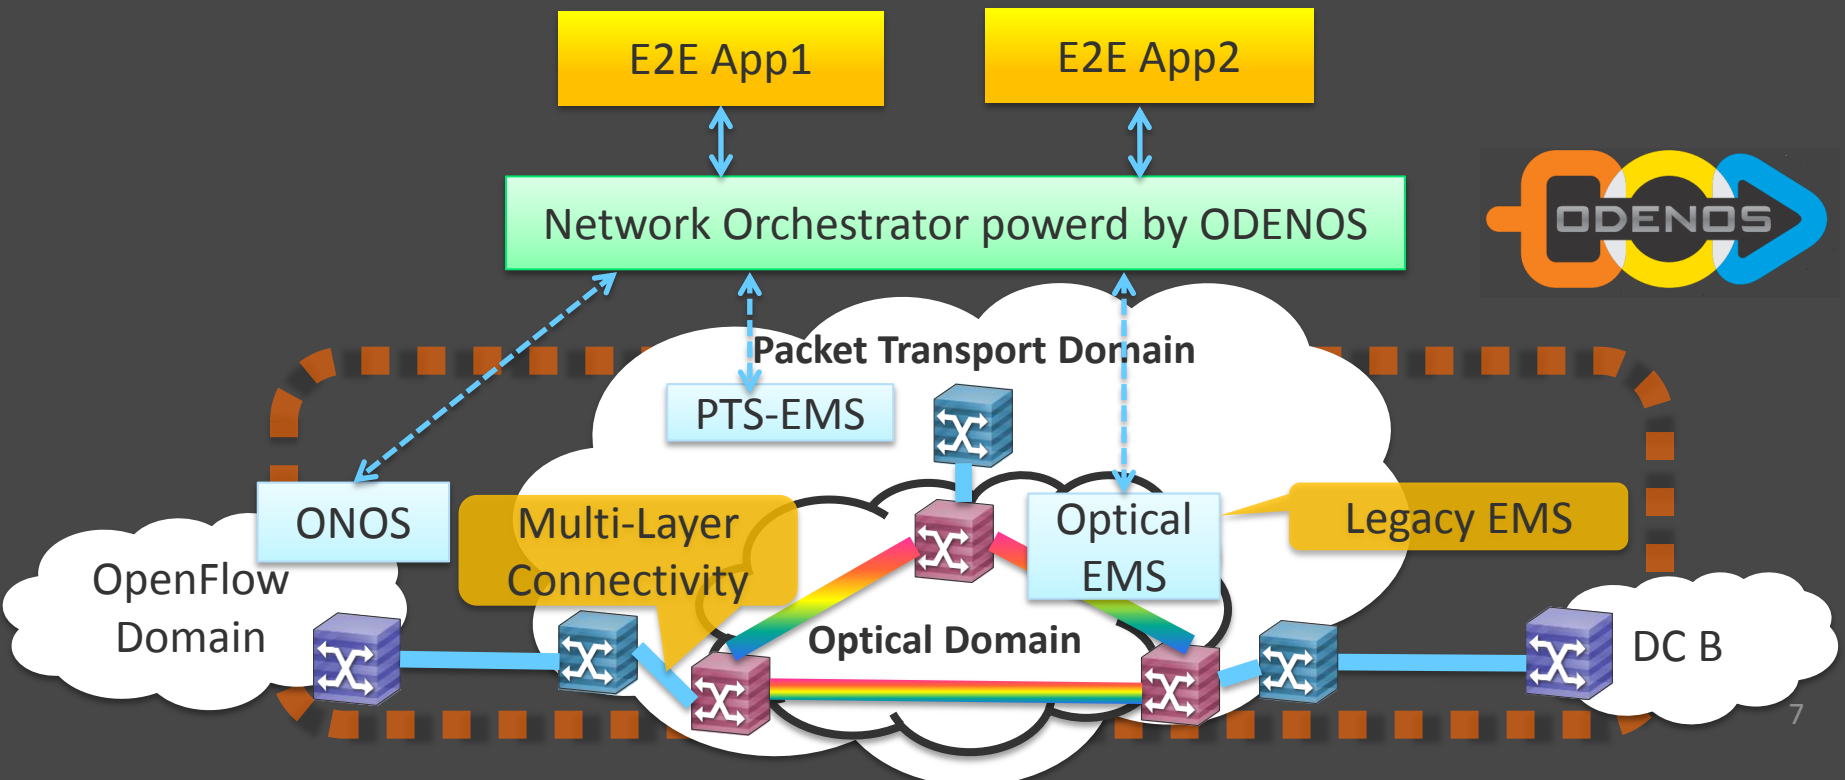 E2E App1
E2E App2
Network Orchestrator powerd by ODENOS
ODENOS
Packet Transport Domain
PTS-EMS
ONOS
Multi-Layer
Connectivity
Optical
EMS
Legacy EMS
OpenFlow
Domain
Optical Domain
DC B
7